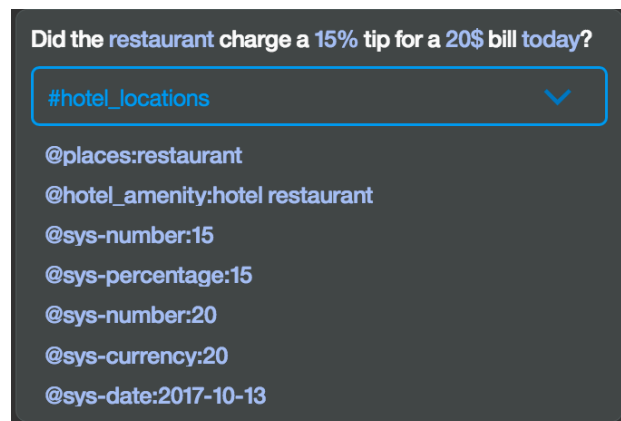 Did the restaurant charge a 15% tip for a 20$ bill today?
#hotel_locations
@places:restaurant
@hotel_amenity:hotel restaurant
@sys-number:15
@sys-percentage:15
@sys-number:20
@sys-currency:20
@sys-date:2017-10-13